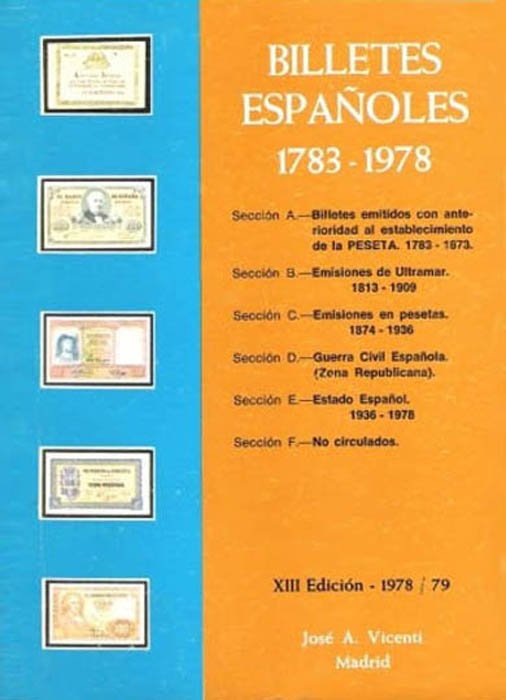 BILLETES
ESPAÑOLES
1783 - 1978
Sección A.—Billetes emitidos con ante-
rioridad al establecimiento
de la PESETA. 1783 - 1873.
Sección B.—Emisiones de Ultramar.
1813 - 1909
Sección C.—Emisiones en pesetas.
1874 - 1936
Sección D.—Guerra Civil Española.
(Zona Republicana).
Sección E.—Estado Español.
1936 - 1978
Sección F.—No circulados.
XIII Edición - 1978 / 79
José A. Vicenti
Madrid